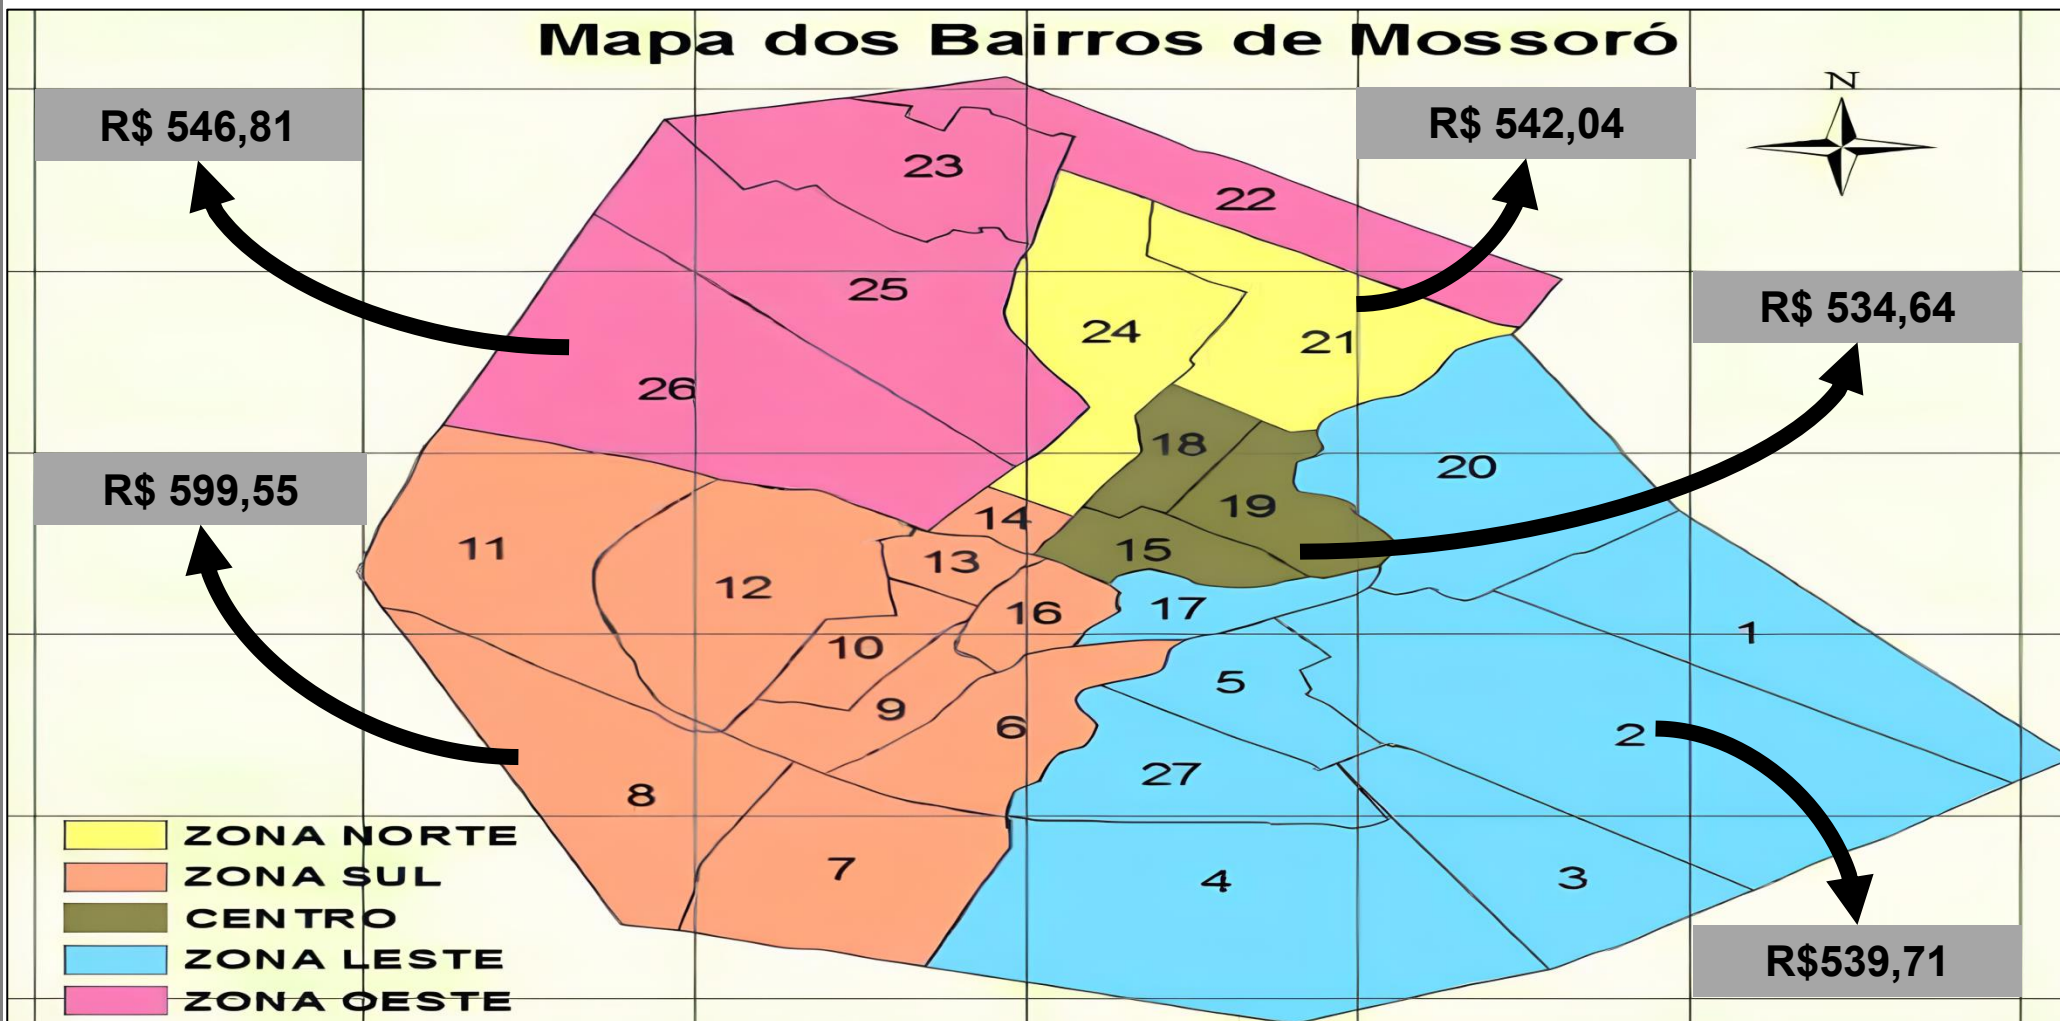 Mapa dos Bairros de Mossoró
N
R$ 546,81
R$ 542,04
23
22
R$ 534,64
25
24
21
26
18
20
R$ 599,55
19
14
11
15
13
12
16
17
1
10
5
9
6
2
27
8
7
4
3
ZONA NORTE
ZONA SUL
CENTRO
ZONA LESTE
ZONA OESTE
R$539,71